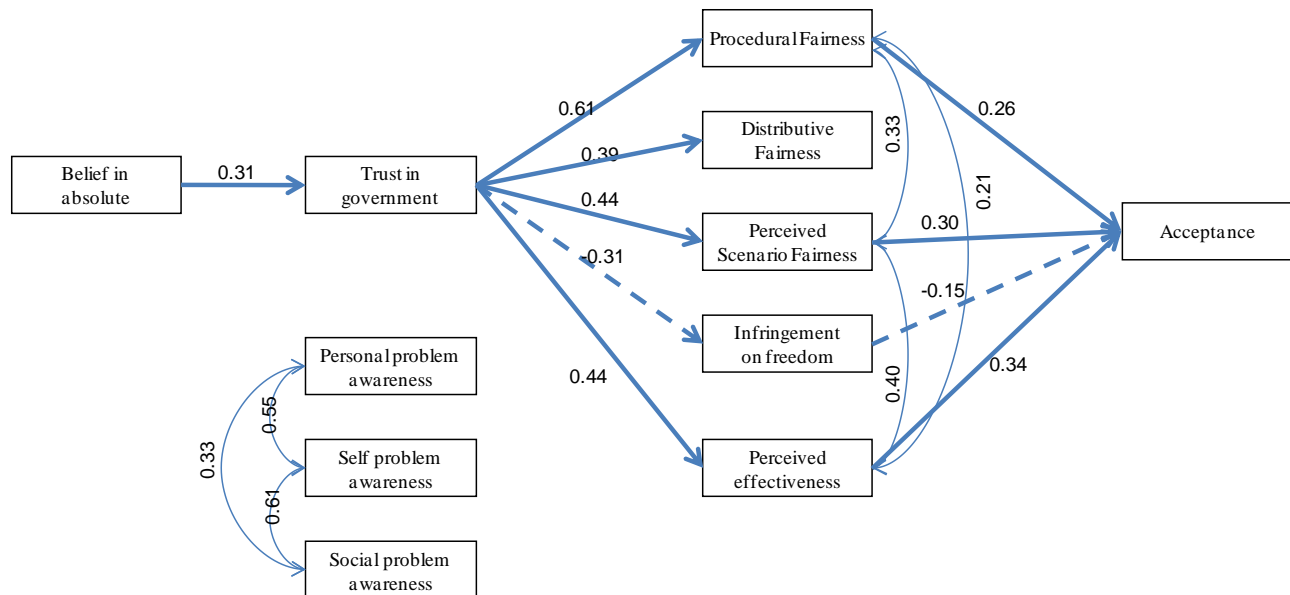 Procedural Fairness
0.61
0.26
Distributive
Fairness
0.33
0.39
Belief in
absolute
0.31
Trust in
government
0.44
0.21
Perceived
Scenario Fairness
0.30
Acceptance
-0.31
-0.15
Infringement
on freedom
Personal problem
awareness
0.44
0.40
0.34
0.55
0.33
Self problem
awareness
Perceived
effectiveness
0.61
Social problem
awareness